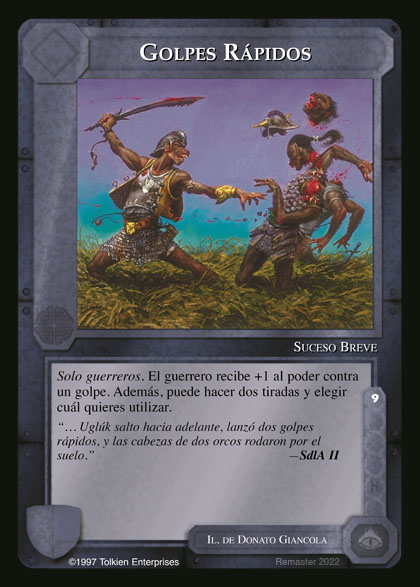 Golpes Rápidos
Suceso Breve
Solo guerreros. El guerrero recibe +1 al poder contra
un golpe. Además, puede hacer dos tiradas y elegir
cuál quieres utilizar.
9
“… Uglúk salto hacia adelante, lanzó dos golpes
rápidos, y las cabezas de dos orcos rodaron por el
suelo.” —SdlA II
H
Il. de Donato Giancola
©1997 Tolkien Enterprises
Remaster 2022